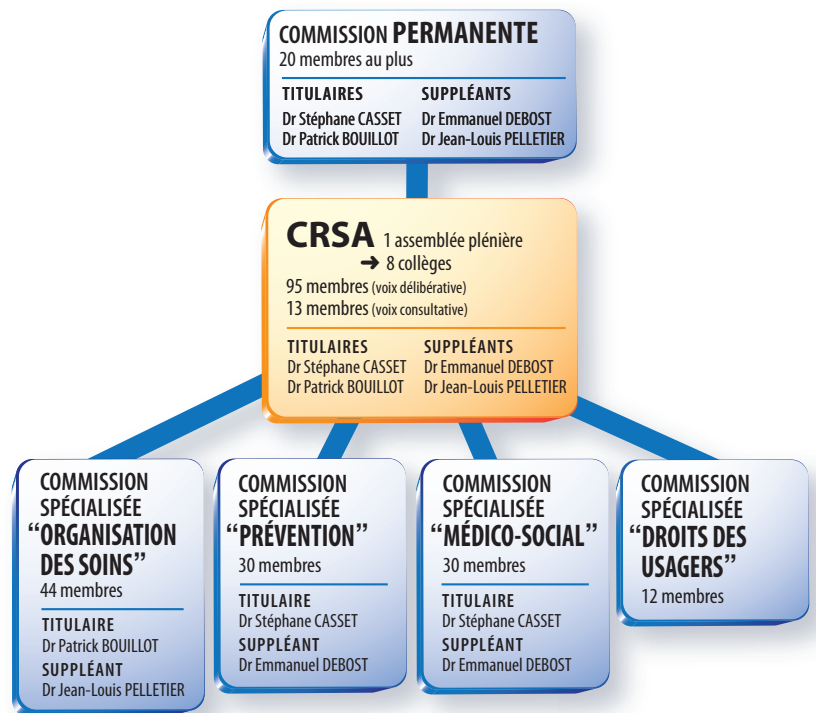 COMMISSION PERMANENTE
20 membres au plus
TITULAIRES
Dr Stéphane CASSET
Dr Patrick BOUILLOT
SUPPLÉANTS
Dr Emmanuel DEBOST
Dr Jean-Louis PELLETIER
CRSA 1 assemblée plénière
➜ 8 collèges
95 membres (voix délibérative)
13 membres (voix consultative)
TITULAIRES
Dr Stéphane CASSET
Dr Patrick BOUILLOT
SUPPLÉANTS
Dr Emmanuel DEBOST
Dr Jean-Louis PELLETIER
COMMISSION
SPÉCIALISÉE
“ORGANISATION
DES SOINS”
44 membres
TITULAIRE
Dr Patrick BOUILLOT
SUPPLÉANT
Dr Jean-Louis PELLETIER
COMMISSION
SPÉCIALISÉE
“PRÉVENTION”
30 membres
TITULAIRE
Dr Stéphane CASSET
SUPPLÉANT
Dr Emmanuel DEBOST
COMMISSION
SPÉCIALISÉE
“MÉDICO-SOCIAL”
30 membres
TITULAIRE
Dr Stéphane CASSET
SUPPLÉANT
Dr Emmanuel DEBOST
COMMISSION
SPÉCIALISÉE
“DROITS DES
USAGERS”
12 membres